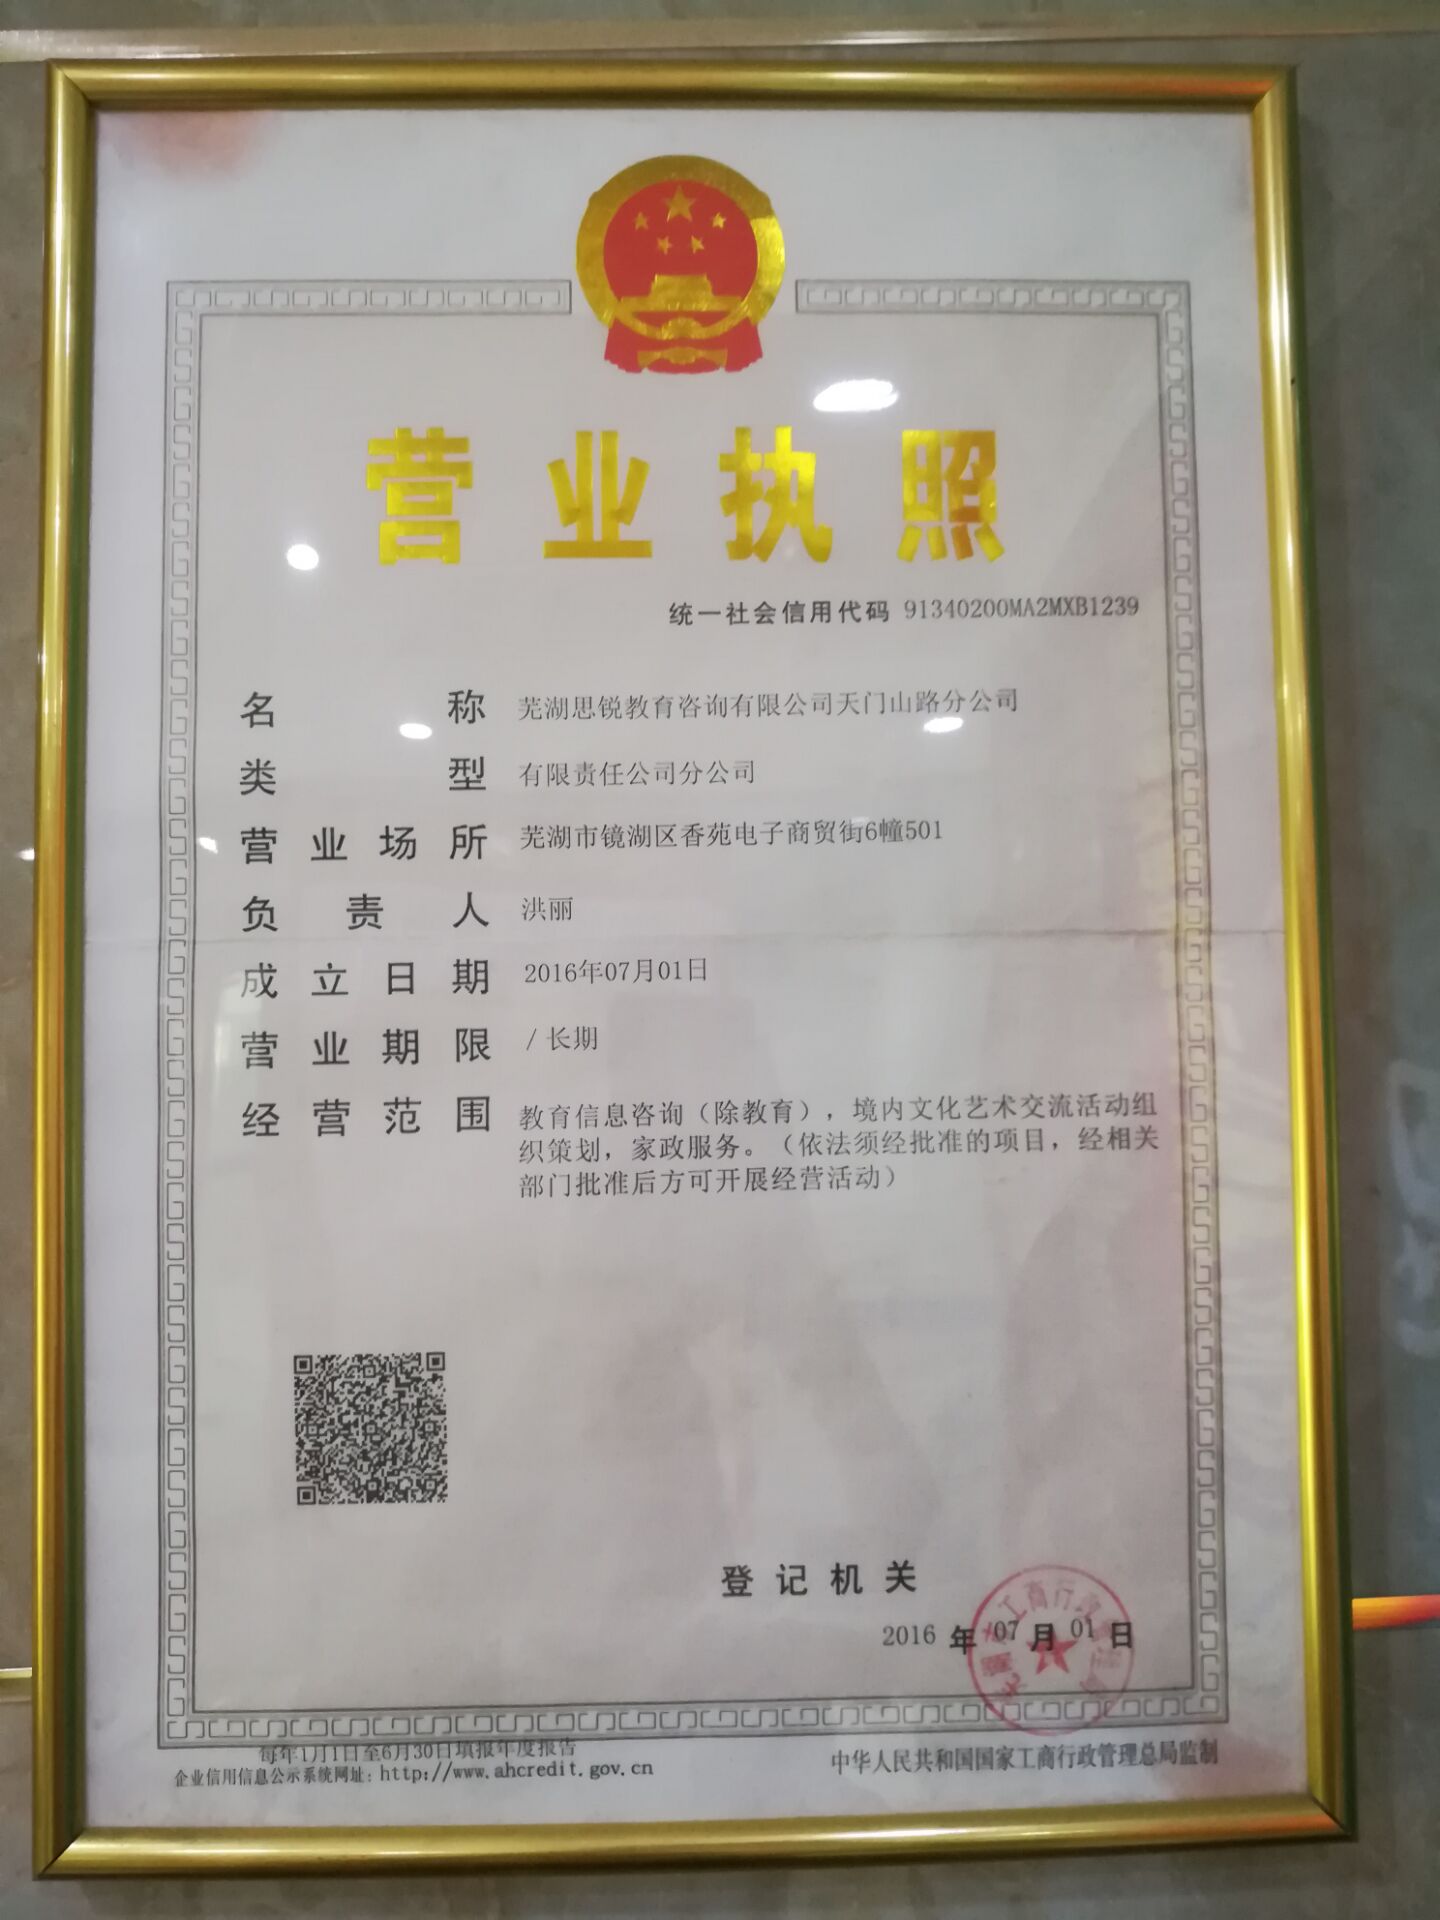 营业执照
统一社会信用代码 91340200MA2MXB1239
名称 芜湖思锐教育咨询有限公司天门山路分公司
类型 有限责任公司分公司
营业场所 芜湖市镜湖区香苑电子商贸街6幢501
负责人 洪丽
成立日期 2016年07月01日
营业期限 / 长期
经营范围 教育信息咨询（除教育），境内文化艺术交流活动组
织策划，家政服务。（依法须经批准的项目，经相关
部门批准后方可开展经营活动）
登记机关
2016 年 07 月 01 日
工商行政
每年1月1日至6月30日填报年度报告
企业信用信息公示系统网址：http://www.ahcredit.gov.cn
中华人民共和国国家工商行政管理总局监制